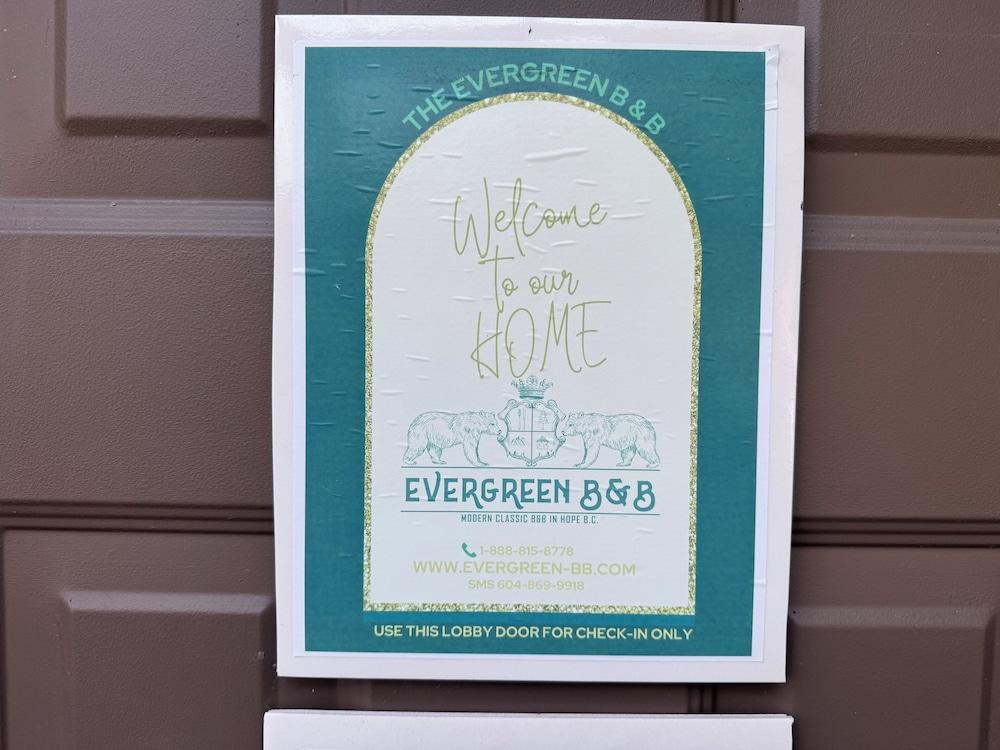 THE EVERGREEN B & B
Welcome
to our
HOME
EVERGREEN B&B
MODERN CLASSIC B&B IN HOPE B.C.
1-888-815-8778
WWW.EVERGREEN-BB.COM
SMS 604-869-9918
USE THIS LOBBY DOOR FOR CHECK-IN ONLY